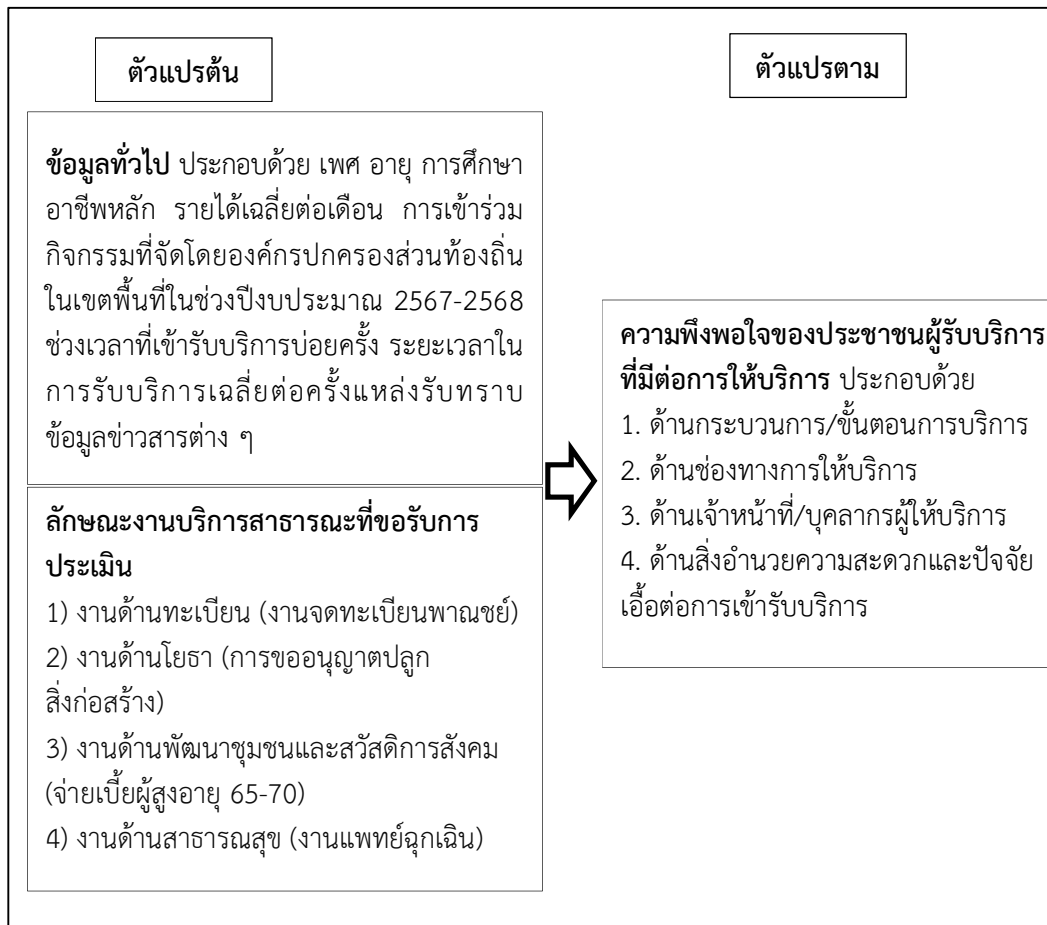 ตัวแปรต้น
ข้อมูลทั่วไป ประกอบด้วย เพศ อายุ การศึกษา
อาชีพหลัก รายได้เฉลี่ยต่อเดือน การเข้าร่วม
กิจกรรมที่จัดโดยองค์กรปกครองส่วนท้องถิ่น
ในเขตพื้นที่ในช่วงปีงบประมาณ 2567-2568
ช่วงเวลาที่เข้ารับบริการบ่อยครั้ง ระยะเวลาใน
การรับบริการเฉลี่ยต่อครั้งแหล่งรับทราบ
ข้อมูลข่าวสารต่าง ๆ
ลักษณะงานบริการสาธารณะที่ขอรับการ
ประเมิน
1) งานด้านทะเบียน (งานจดทะเบียนพาณชย์)
2) งานด้านโยธา (การขออนุญาตปลูก
สิ่งก่อสร้าง)
3) งานด้านพัฒนาชุมชนและสวัสดิการสังคม
(จ่ายเบี้ยผู้สูงอายุ 65-70)
4) งานด้านสาธารณสุข (งานแพทย์ฉุกเฉิน)
ตัวแปรตาม
ความพึงพอใจของประชาชนผู้รับบริการ
ที่มีต่อการให้บริการ ประกอบด้วย
1. ด้านกระบวนการ/ขั้นตอนการบริการ
2. ด้านช่องทางการให้บริการ
3. ด้านเจ้าหน้าที่/บุคลากรผู้ให้บริการ
4. ด้านสิ่งอำนวยความสะดวกและปัจจัย
เอื้อต่อการเข้ารับบริการ